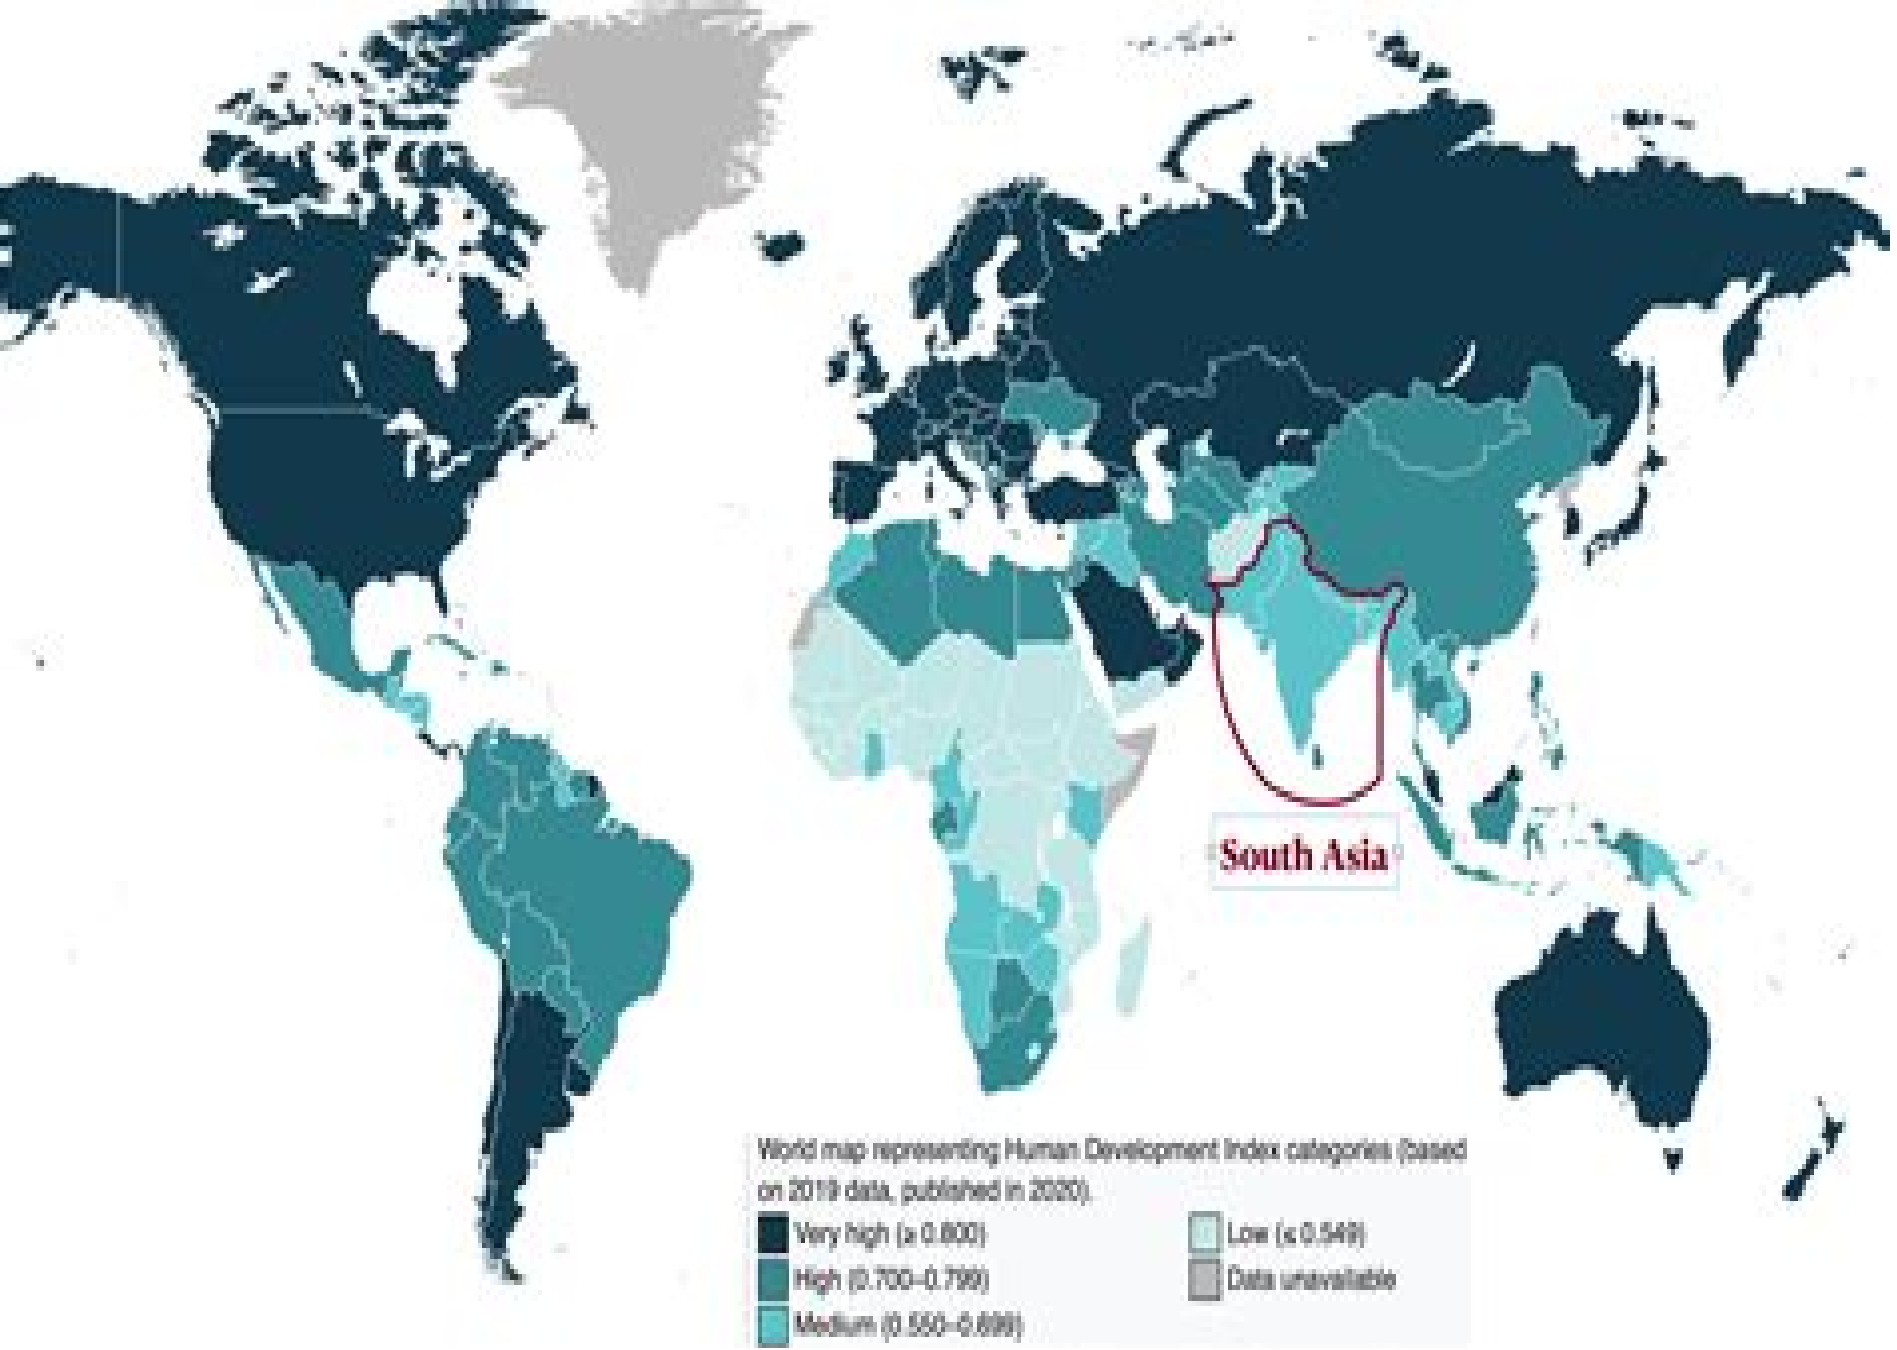 South Asia
World map representing Human Development Index categories (based
on 2019 data, published in 2020).
Very high (≥ 0.800)
High (0.700–0.799)
Medium (0.550–0.699)
Low (≤ 0.549)
Data unavailable